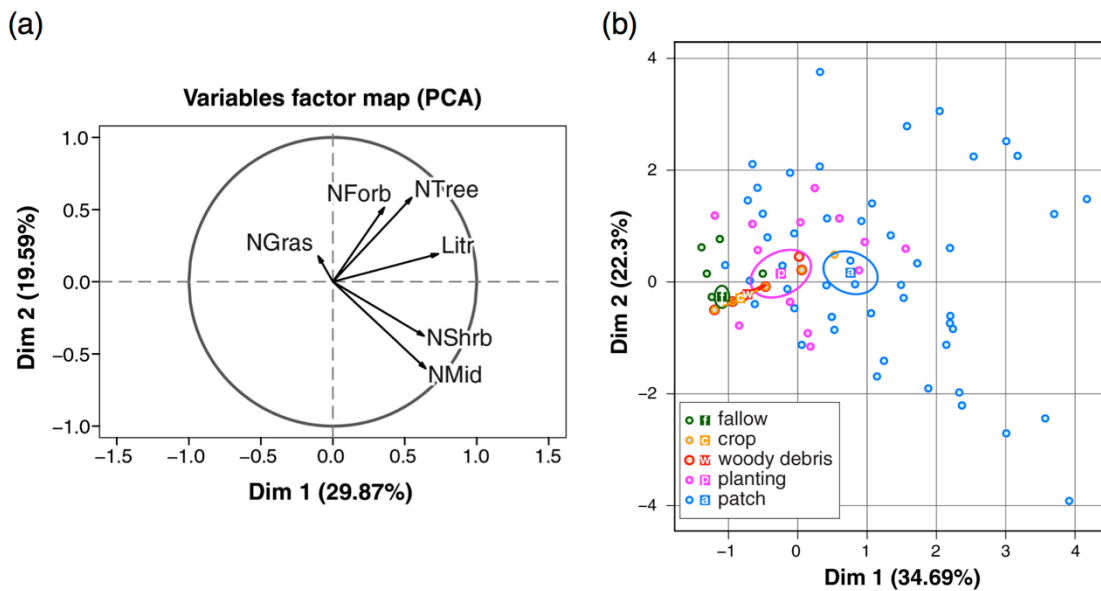 (a)
Variables factor map (PCA)
1.0
0.5
0.0
−0.5
−1.0
Dim 2 (19.59%)
NForb
NTree
NGras
Litr
NShrb
NMid
−1.5
−1.0
−0.5
0.0
0.5
1.0
1.5
Dim 1 (29.87%)
(b)
4
2
0
−2
−4
Dim 2 (22.3%)
f
c
w
p
a
f fallow
c crop
w woody debris
p planting
a patch
−1
0
1
2
3
4
Dim 1 (34.69%)